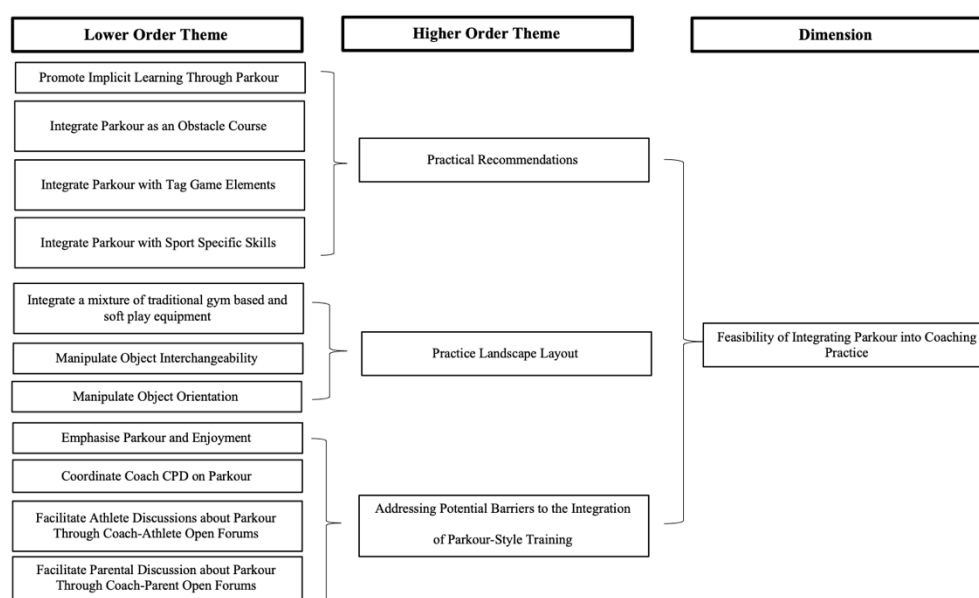 Lower Order Theme
Higher Order Theme
Dimension
Promote Implicit Learning Through Parkour
Integrate Parkour as an Obstacle Course
Integrate Parkour with Tag Game Elements
Integrate Parkour with Sport Specific Skills
Practical Recommendations
Integrate a mixture of traditional gym based and
soft play equipment
Manipulate Object Interchangeability
Manipulate Object Orientation
Practice Landscape Layout
Feasibility of Integrating Parkour into Coaching
Practice
Emphasise Parkour and Enjoyment
Coordinate Coach CPD on Parkour
Facilitate Athlete Discussions about Parkour
Through Coach-Athlete Open Forums
Facilitate Parental Discussion about Parkour
Through Coach-Parent Open Forums
Addressing Potential Barriers to the Integration
of Parkour-Style Training